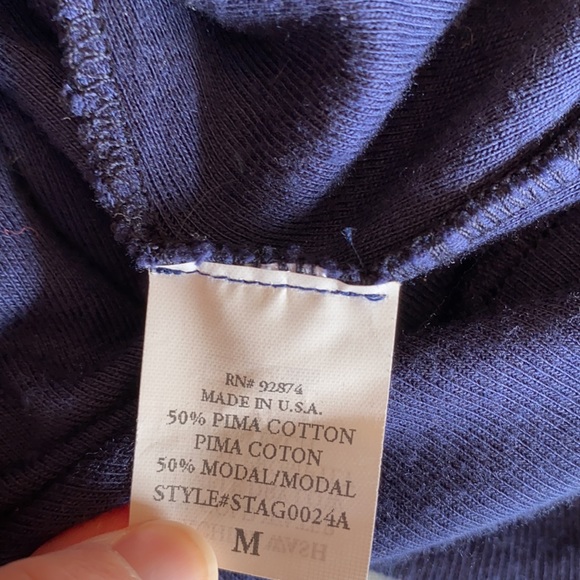 RN# 92874
MADE IN U.S.A.
50% PIMA COTTON
PIMA COTON
50% MODAL/MODAL
STYLE#STAG0024A
M